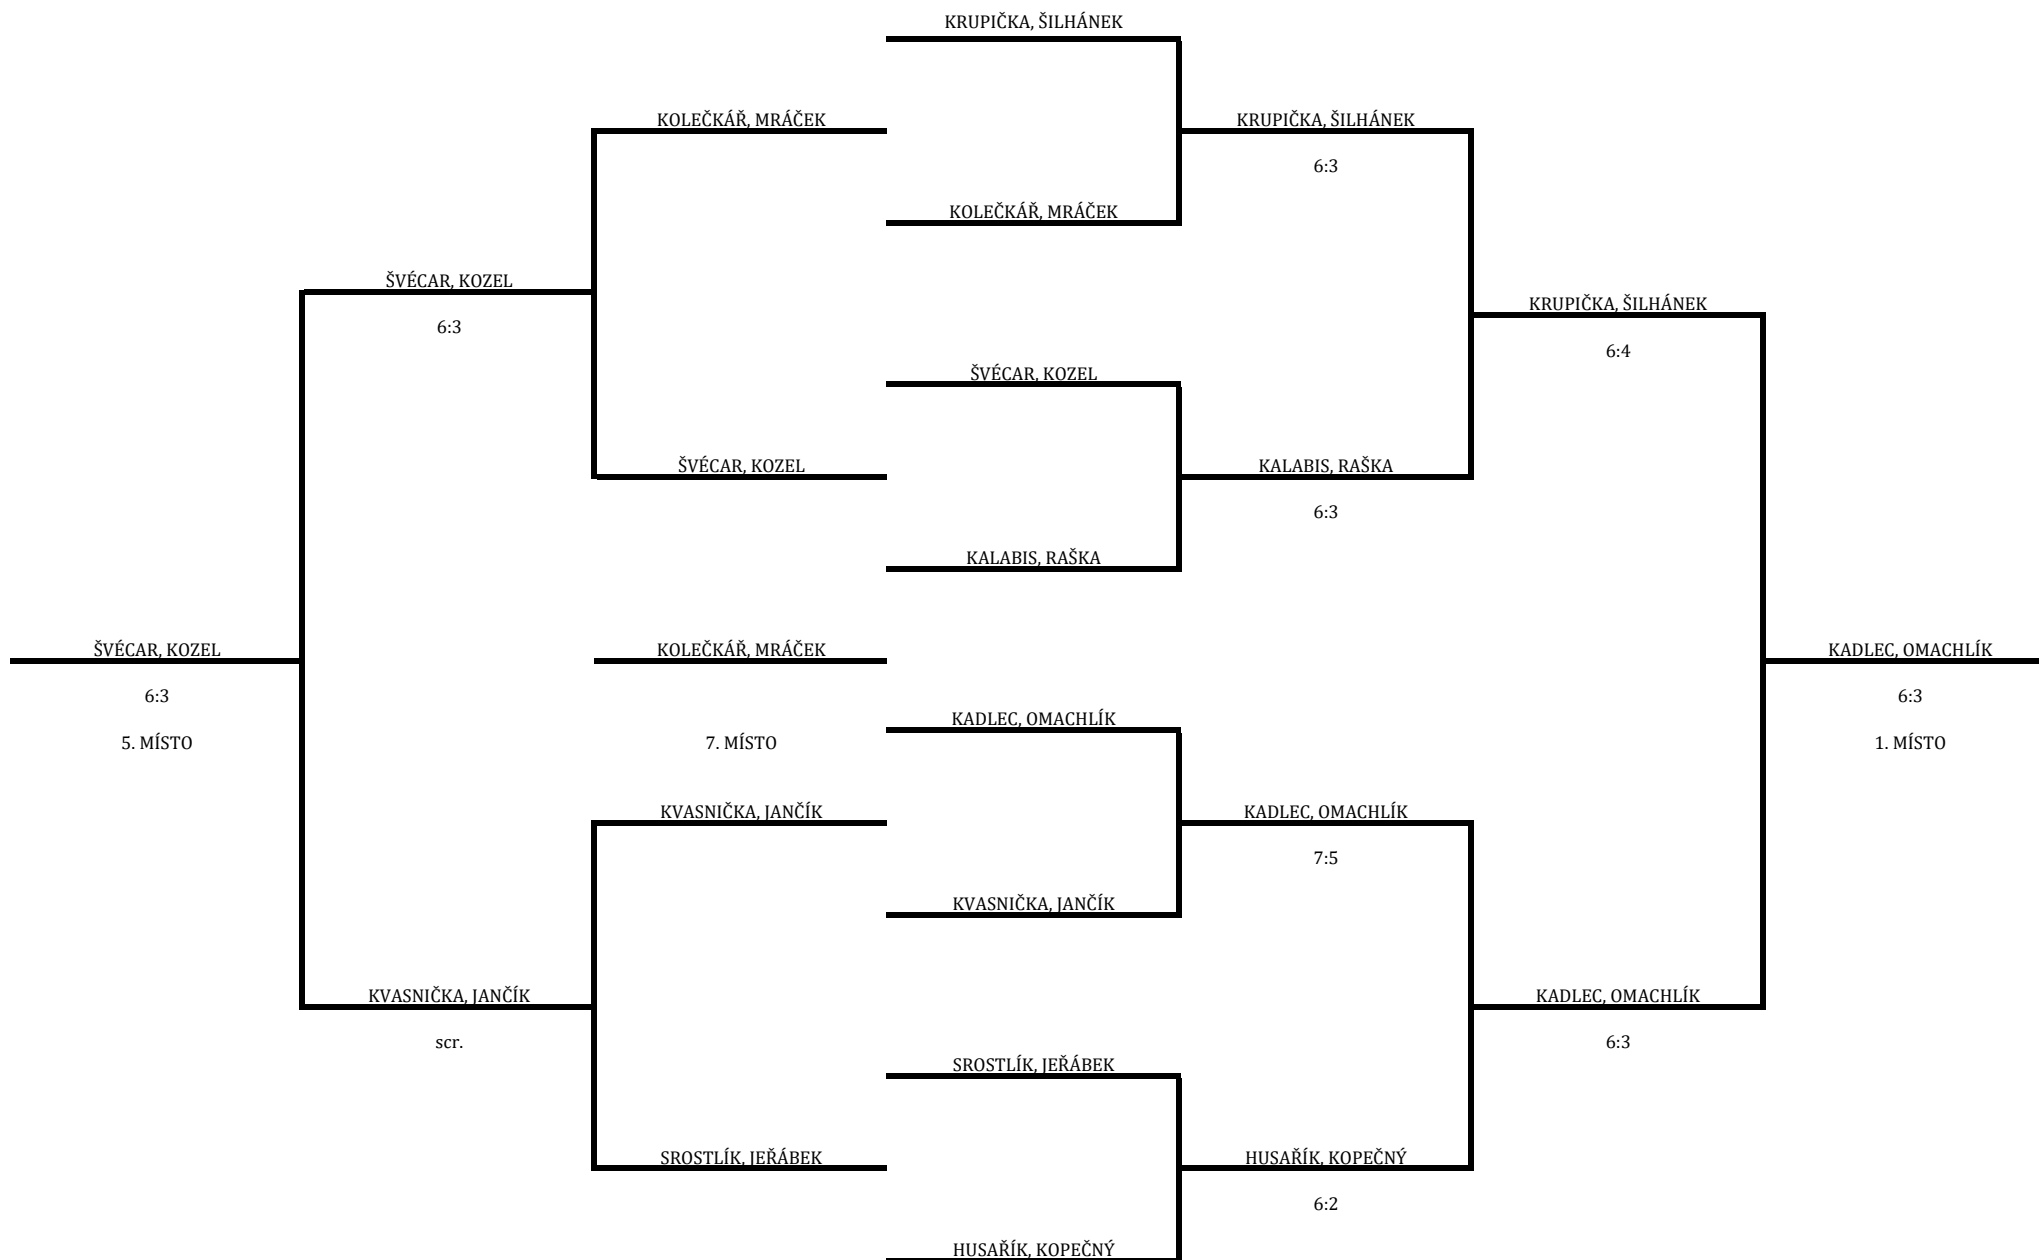 KRUPIČKA, ŠILHÁNEK
KOLEČKÁŘ, MRÁČEK
KRUPIČKA, ŠILHÁNEK
6:3
KOLEČKÁŘ, MRÁČEK
ŠVÉCAR, KOZEL
KRUPIČKA, ŠILHÁNEK
6:3
6:4
ŠVÉCAR, KOZEL
ŠVÉCAR, KOZEL
KALABIS, RAŠKA
6:3
KALABIS, RAŠKA
ŠVÉCAR, KOZEL
KOLEČKÁŘ, MRÁČEK
KADLEC, OMACHLÍK
6:3
6:3
KADLEC, OMACHLÍK
5. MÍSTO
7. MÍSTO
1. MÍSTO
KVASNIČKA, JANČÍK
KADLEC, OMACHLÍK
7:5
KVASNIČKA, JANČÍK
KVASNIČKA, JANČÍK
KADLEC, OMACHLÍK
scr.
6:3
SROSTLÍK, JEŘÁBEK
SROSTLÍK, JEŘÁBEK
HUSAŘÍK, KOPEČNÝ
6:2
HUSAŘÍK, KOPEČNÝ